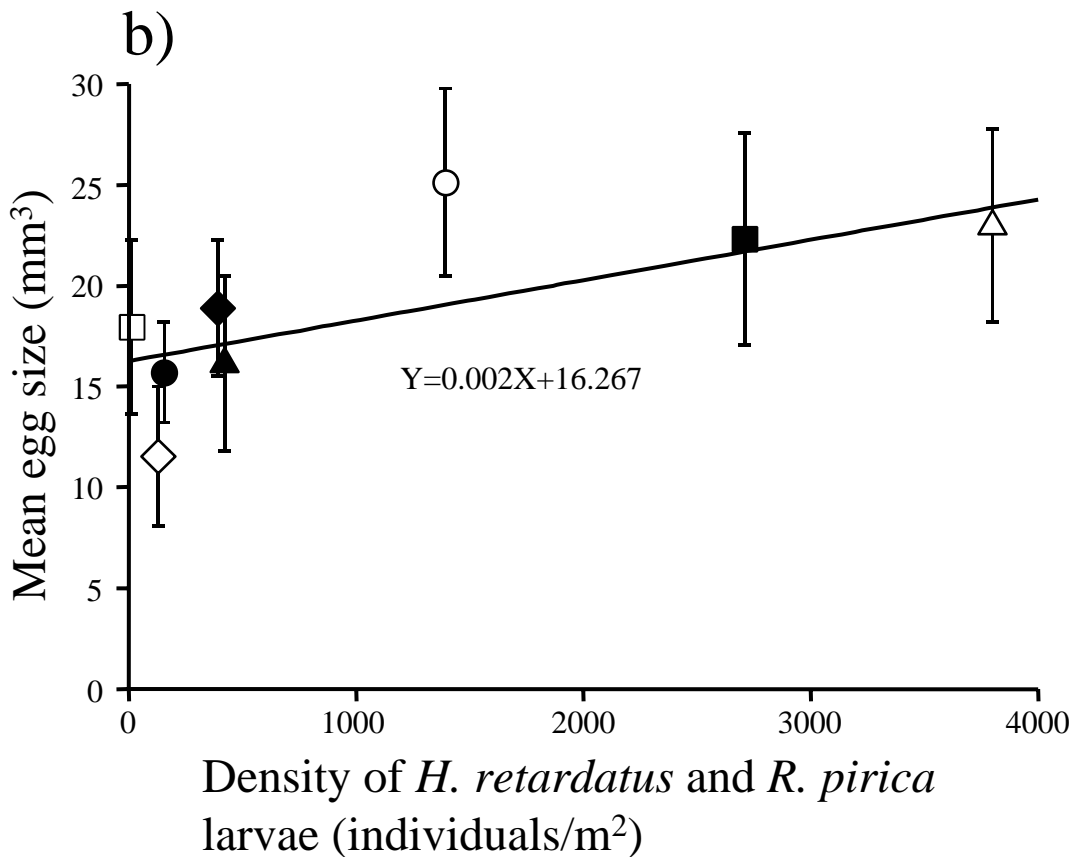 b)
30
25
20
15
10
5
0
Mean egg size (mm³)
Y=0.002X+16.267
0 1000 2000 3000 4000
Density of H. retardatus and R. pirica
larvae (individuals/m²)